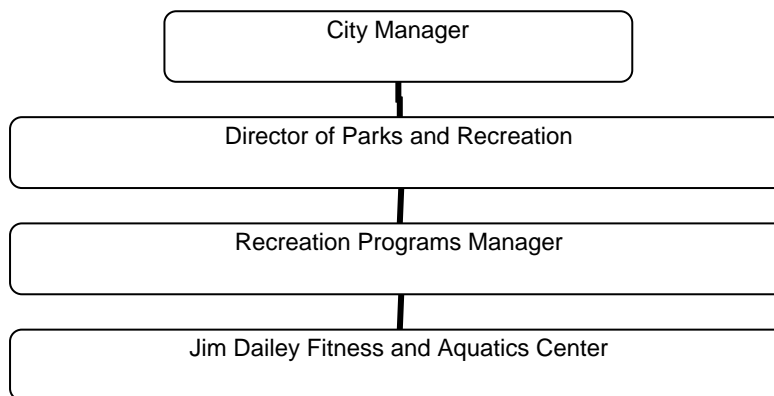 City Manager
Director of Parks and Recreation
Recreation Programs Manager
Jim Dailey Fitness and Aquatics Center